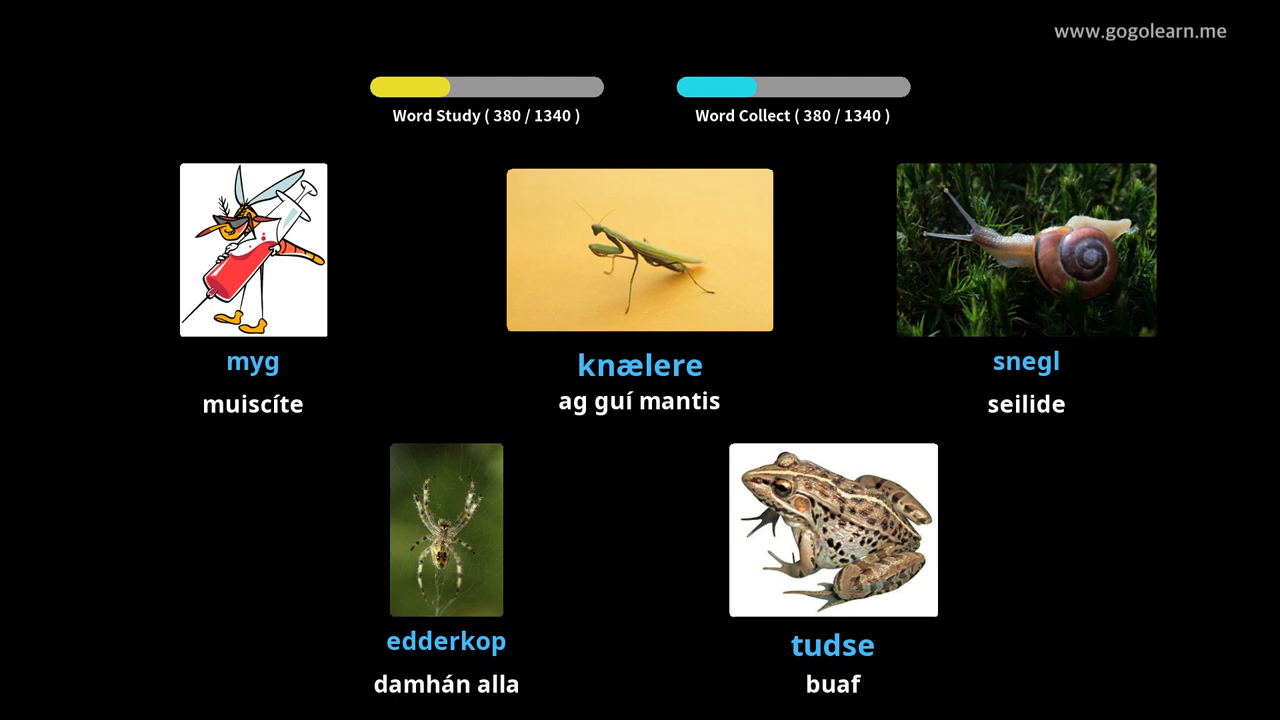 www.gogolearn.me
Word Study ( 380 / 1340 )
Word Collect ( 380 / 1340 )
myg
muiscíte
knælere
ag guí mantis
snegl
seilide
edderkop
damhán alla
tudse
buaf